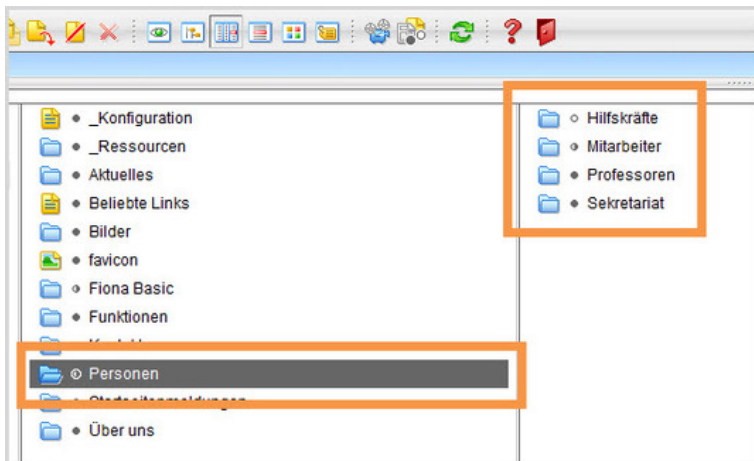 _Konfiguration
_Ressourcen
Aktuelles
Beliebte Links
Bilder
favicon
Fiona Basic
Funktionen
Personen
Über uns
Hilfskräfte
Mitarbeiter
Professoren
Sekretariat